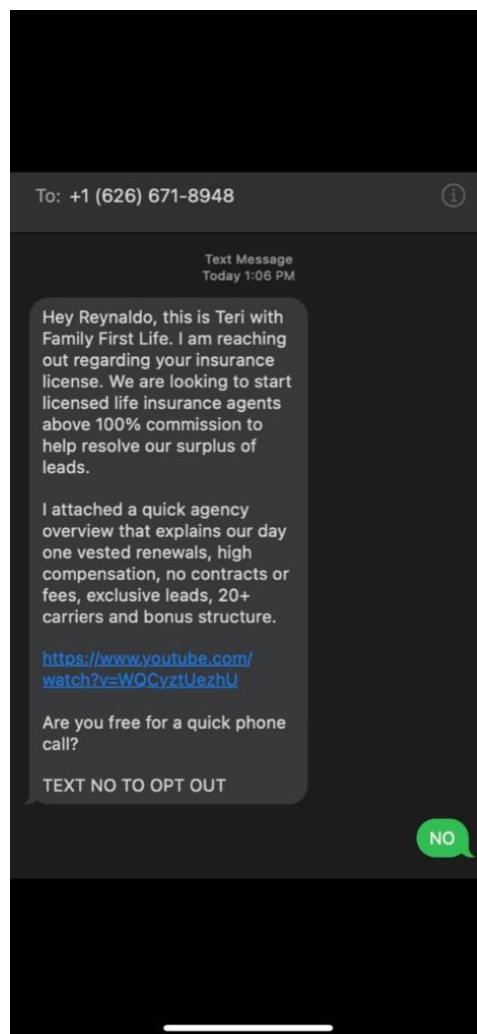 To: +1 (626) 671-8948
Text Message
Today 1:06 PM
Hey Reynaldo, this is Teri with
Family First Life. I am reaching
out regarding your insurance
license. We are looking to start
licensed life insurance agents
above 100% commission to
help resolve our surplus of
leads.
I attached a quick agency
overview that explains our day
one vested renewals, high
compensation, no contracts or
fees, exclusive leads, 20+
carriers and bonus structure.
https://www.youtube.com/
watch?v=WQCyztUezhU
Are you free for a quick phone
call?
TEXT NO TO OPT OUT
NO